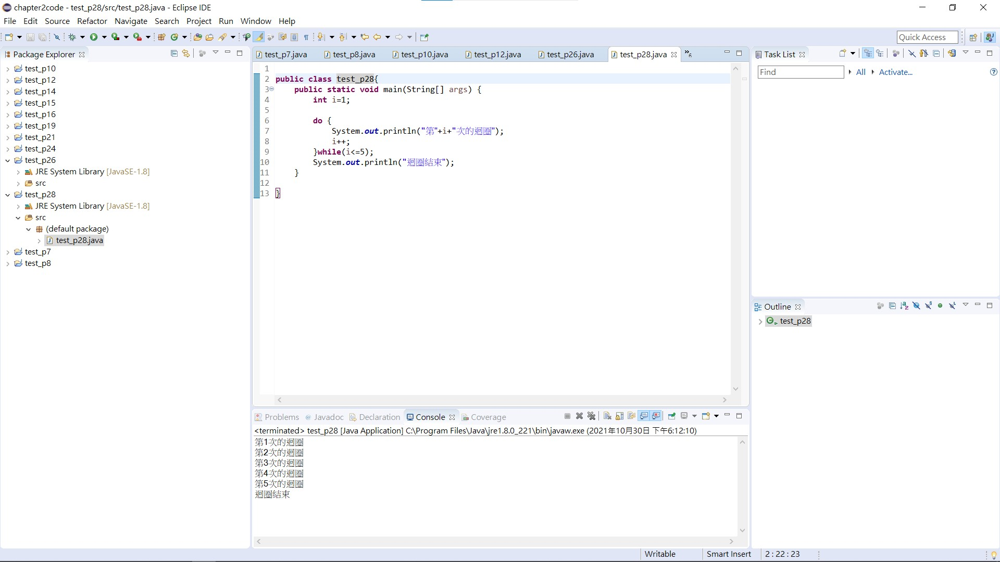 chapter2code - test_p28/src/test_p28.java - Eclipse IDE
File Edit Source Refactor Navigate Search Project Run Window Help
Quick Access
Package Explorer
test_p10
test_p12
test_p14
test_p15
test_p16
test_p19
test_p21
test_p24
test_p26
JRE System Library [JavaSE-1.8]
src
test_p28
JRE System Library [JavaSE-1.8]
src
(default package)
test_p28.java
test_p7
test_p8
test_p7.java test_p8.java test_p10.java test_p12.java test_p26.java test_p28.java »6
1
2 public class test_p28{
3 public static void main(String[] args) {
4 int i=1;
5
6 do {
7 System.out.println("第"+i+"次的迴圈");
8 i++;
9 }while(i<=5);
10 System.out.println("迴圈結束");
11 }
12
13 }
Problems @ Javadoc Declaration Console Coverage
<terminated> test_p28 [Java Application] C:\Program Files\Java\jre1.8.0_221\bin\javaw.exe (2021年10月30日 下午6:12:10)
第1次的迴圈
第2次的迴圈
第3次的迴圈
第4次的迴圈
第5次的迴圈
迴圈結束
Task List
Find All Activate...
Outline
test_p28
Writable Smart Insert 2 : 22 : 23